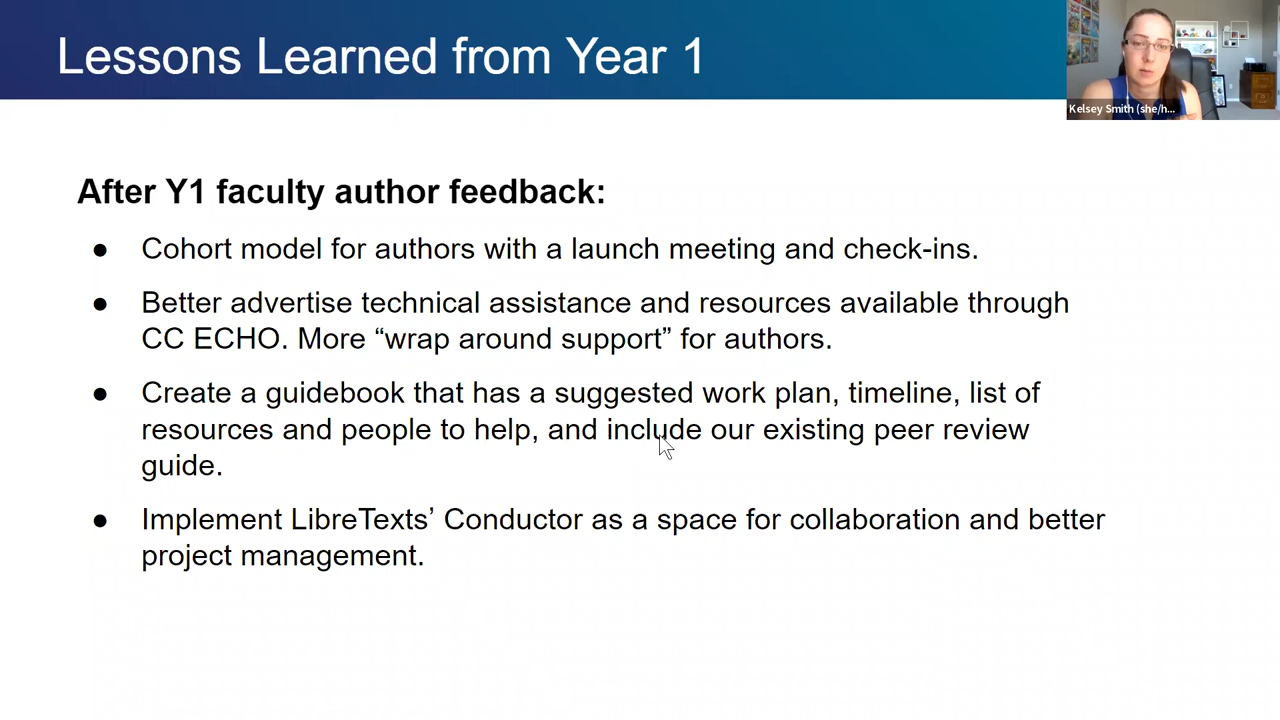 Lessons Learned from Year 1
Kelsey Smith (she/h...
After Y1 faculty author feedback:
● Cohort model for authors with a launch meeting and check-ins.
● Better advertise technical assistance and resources available through
CC ECHO. More “wrap around support” for authors.
● Create a guidebook that has a suggested work plan, timeline, list of
resources and people to help, and include our existing peer review
guide.
● Implement LibreTexts’ Conductor as a space for collaboration and better
project management.